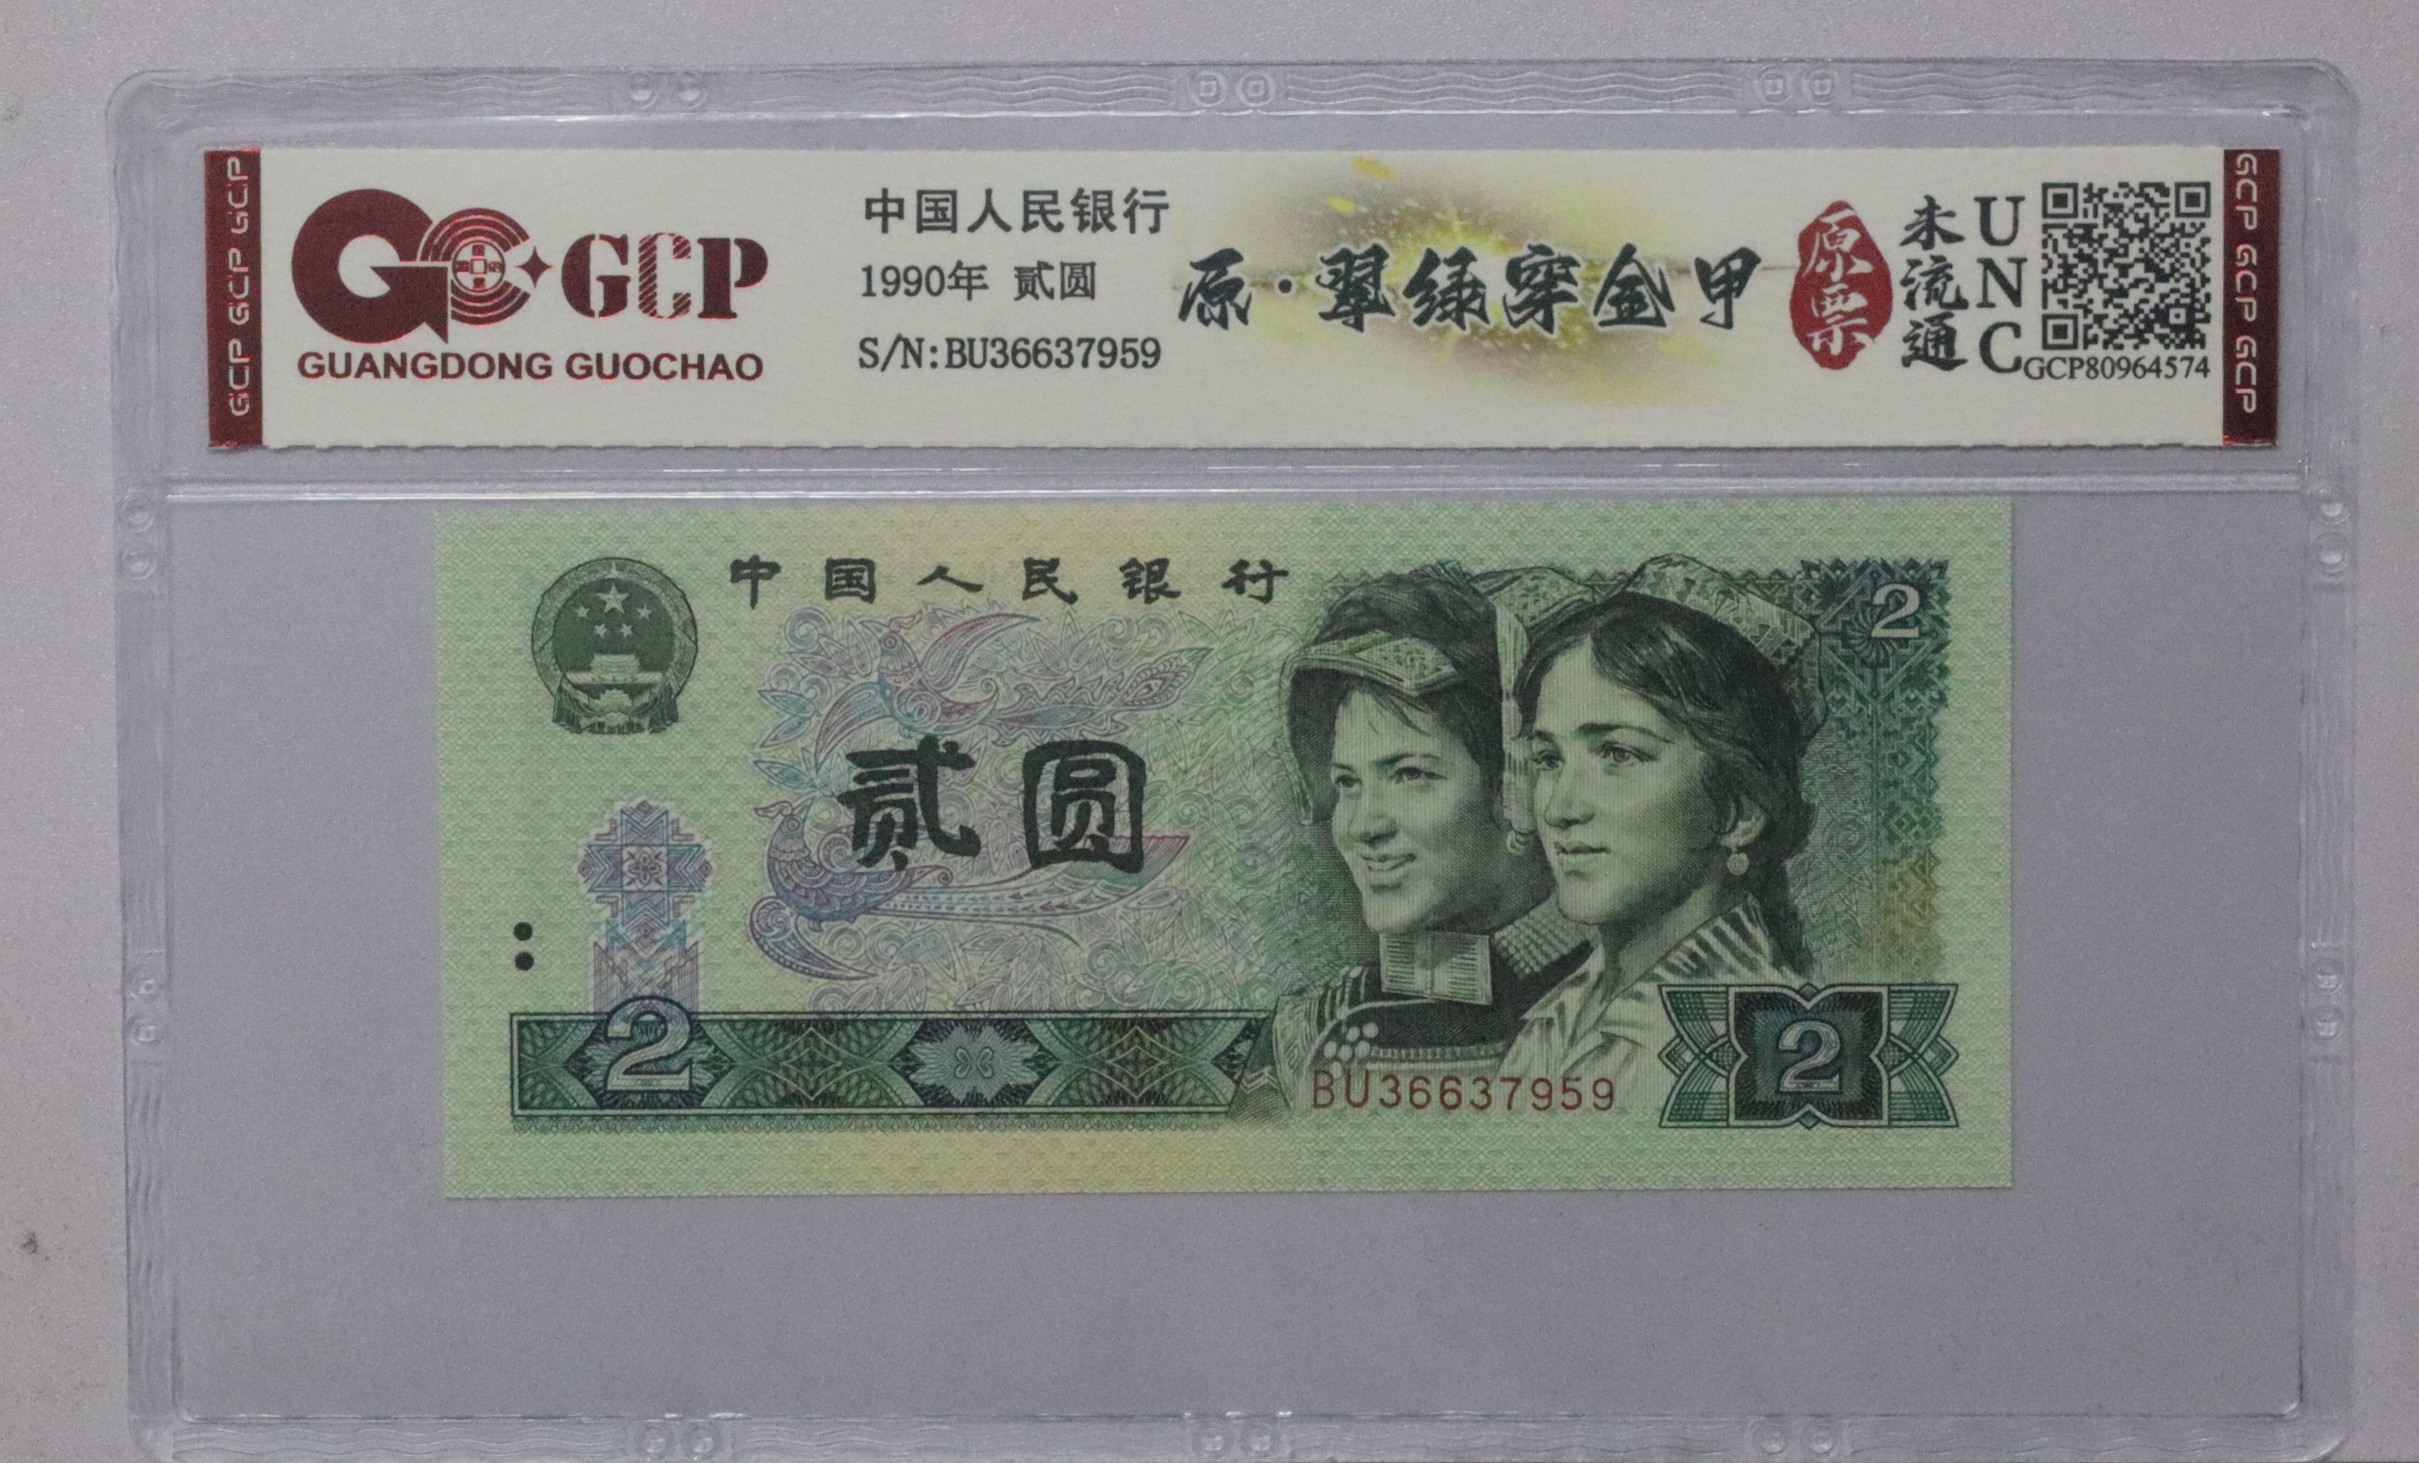 GCP GCP GCP
GCP
GUANGDONG GUOCHAO
中国人民银行
1990年 贰圆
S/N:BU36637959
原·翠绿穿金甲
原票
未流通
UNC
GCP80964574
GCP GCP GCP
中国人民银行
2
贰圆
2
BU36637959
2